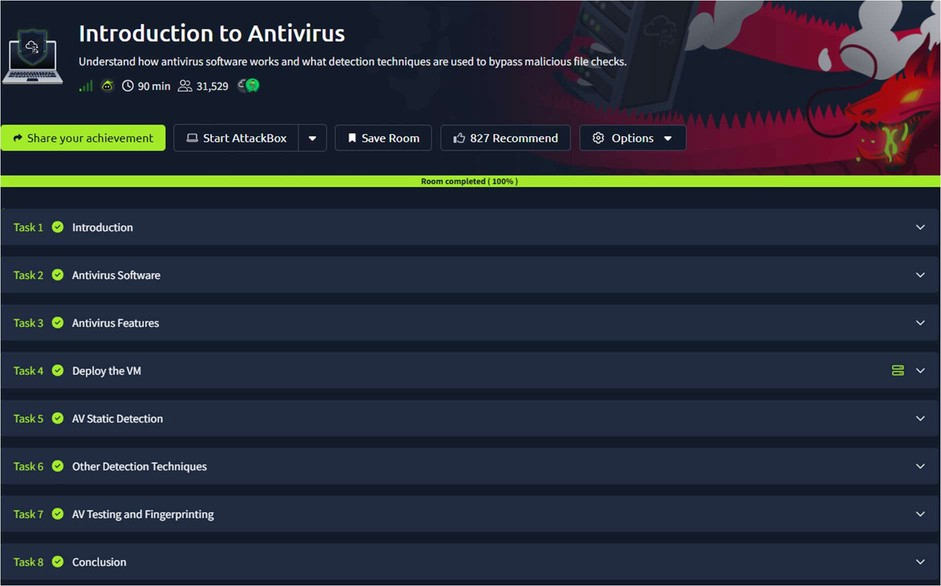 Introduction to Antivirus
Understand how antivirus software works and what detection techniques are used to bypass malicious file checks.
90 min 31,529
Share your achievement Start AttackBox Save Room 827 Recommend Options
Room completed ( 100% )
Task 1 Introduction
Task 2 Antivirus Software
Task 3 Antivirus Features
Task 4 Deploy the VM
Task 5 AV Static Detection
Task 6 Other Detection Techniques
Task 7 AV Testing and Fingerprinting
Task 8 Conclusion